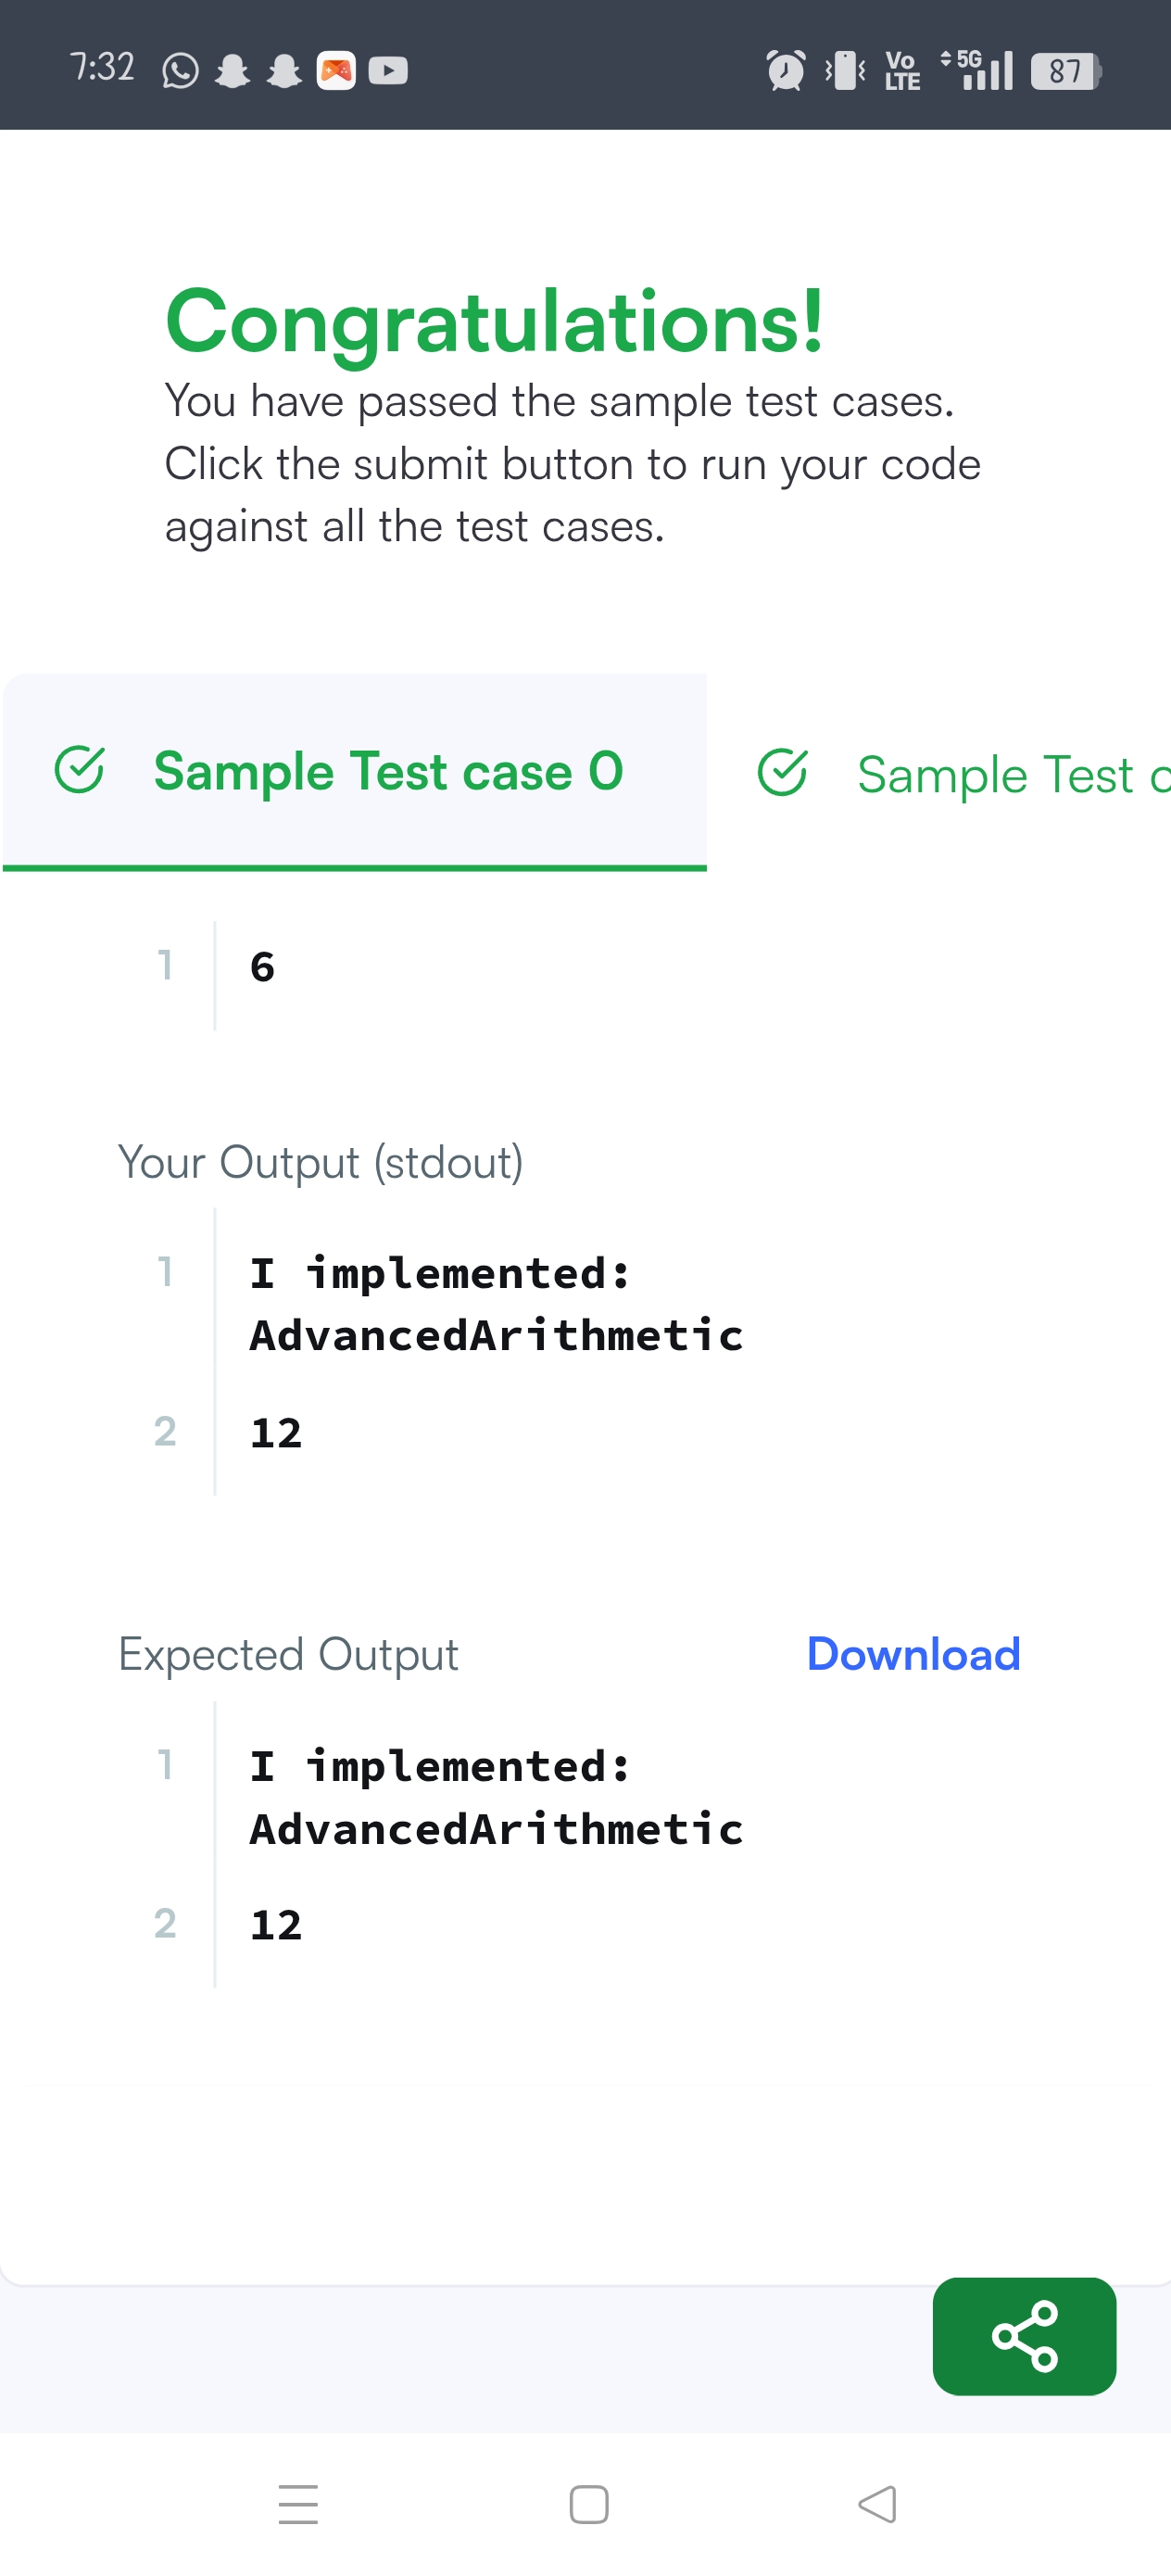 7:32
Vo
LTE
5G
87
Congratulations!
You have passed the sample test cases.
Click the submit button to run your code
against all the test cases.
Sample Test case 0
Sample Test c
1 6
Your Output (stdout)
1 I implemented:
AdvancedArithmetic
2 12
Expected Output Download
1 I implemented:
AdvancedArithmetic
2 12